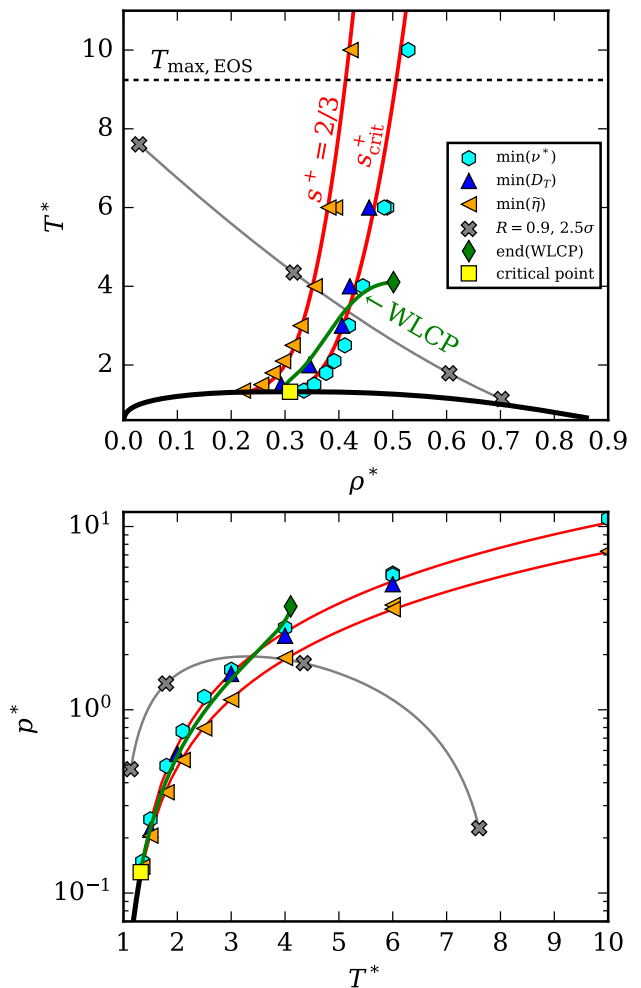 10
8
6
4
2
T*
T_max, EOS
s⁺ = 2/3
s⁺_crit
min(ν*)
min(D_T)
min(η̃)
R = 0.9, 2.5σ
end(WLCP)
critical point
←WLCP
0.0 0.1 0.2 0.3 0.4 0.5 0.6 0.7 0.8 0.9
ρ*
10¹
10⁰
10⁻¹
p*
1 2 3 4 5 6 7 8 9 10
T*